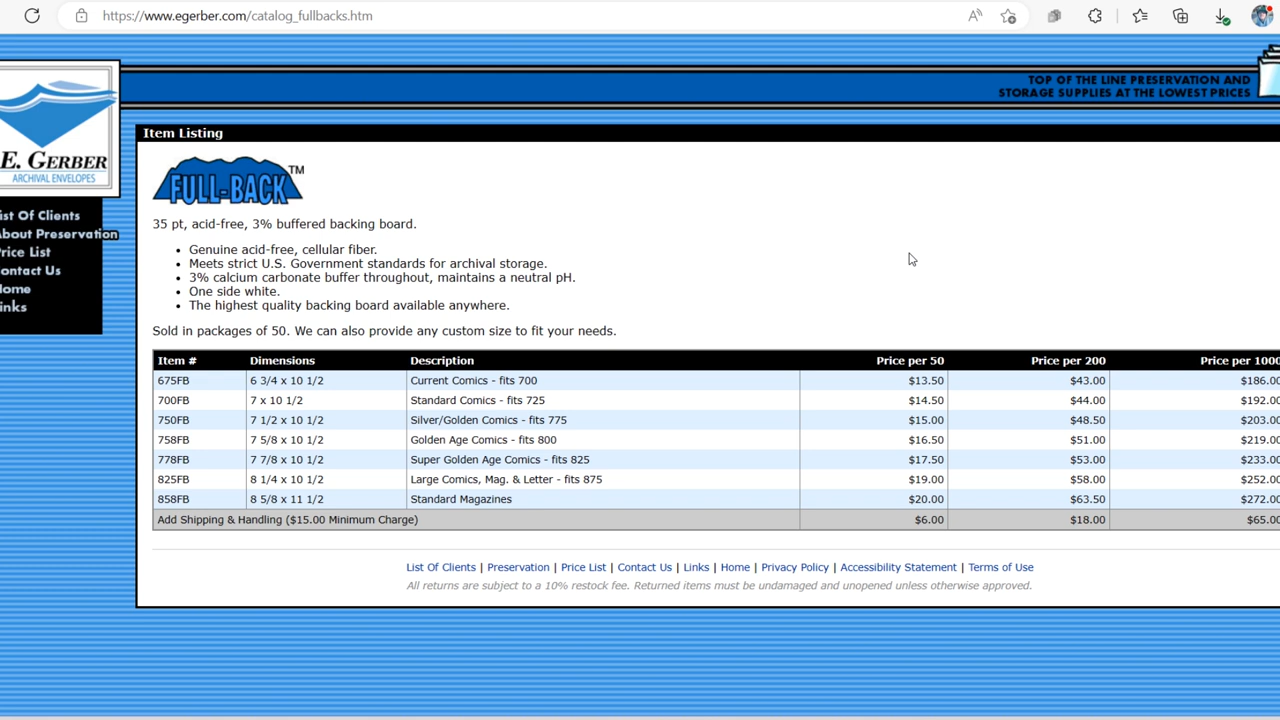 https://www.egerber.com/catalog_fullbacks.htm
TOP OF THE LINE PRESERVATION AND
STORAGE SUPPLIES AT THE LOWEST PRICES
E. GERBER
ARCHIVAL ENVELOPES
ist Of Clients
bout Preservation
rice List
ontact Us
ome
inks
Item Listing
FULL-BACK™
35 pt, acid-free, 3% buffered backing board.
• Genuine acid-free, cellular fiber.
• Meets strict U.S. Government standards for archival storage.
• 3% calcium carbonate buffer throughout, maintains a neutral pH.
• One side white.
• The highest quality backing board available anywhere.
Sold in packages of 50. We can also provide any custom size to fit your needs.
Item # Dimensions Description Price per 50 Price per 200 Price per 1000
675FB 6 3/4 x 10 1/2 Current Comics - fits 700 $13.50 $43.00 $186.00
700FB 7 x 10 1/2 Standard Comics - fits 725 $14.50 $44.00 $192.00
750FB 7 1/2 x 10 1/2 Silver/Golden Comics - fits 775 $15.00 $48.50 $203.00
758FB 7 5/8 x 10 1/2 Golden Age Comics - fits 800 $16.50 $51.00 $219.00
778FB 7 7/8 x 10 1/2 Super Golden Age Comics - fits 825 $17.50 $53.00 $233.00
825FB 8 1/4 x 10 1/2 Large Comics, Mag. & Letter - fits 875 $19.00 $58.00 $252.00
858FB 8 5/8 x 11 1/2 Standard Magazines $20.00 $63.50 $272.00
Add Shipping & Handling ($15.00 Minimum Charge) $6.00 $18.00 $65.00
List Of Clients | Preservation | Price List | Contact Us | Links | Home | Privacy Policy | Accessibility Statement | Terms of Use
All returns are subject to a 10% restock fee. Returned items must be undamaged and unopened unless otherwise approved.